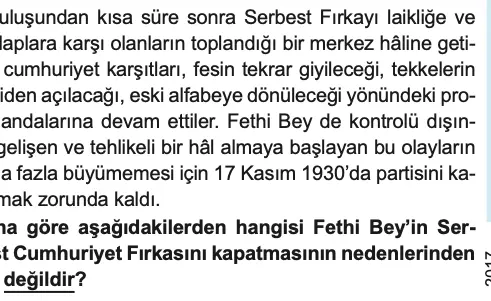 uluşundan kısa süre sonra Serbest Fırkayı laikliğe ve
laplara karşı olanların toplandığı bir merkez hâline geti-
cumhuriyet karşıtları, fesin tekrar giyileceği, tekkelerin
iden açılacağı, eski alfabeye dönüleceği yönündeki pro-
andalarına devam ettiler. Fethi Bey de kontrolü dışın-
gelişen ve tehlikeli bir hâl almaya başlayan bu olayların
a fazla büyümemesi için 17 Kasım 1930’da partisini ka-
mak zorunda kaldı.
na göre aşağıdakilerden hangisi Fethi Bey’in Ser-
st Cumhuriyet Fırkasını kapatmasının nedenlerinden
değildir?
2017